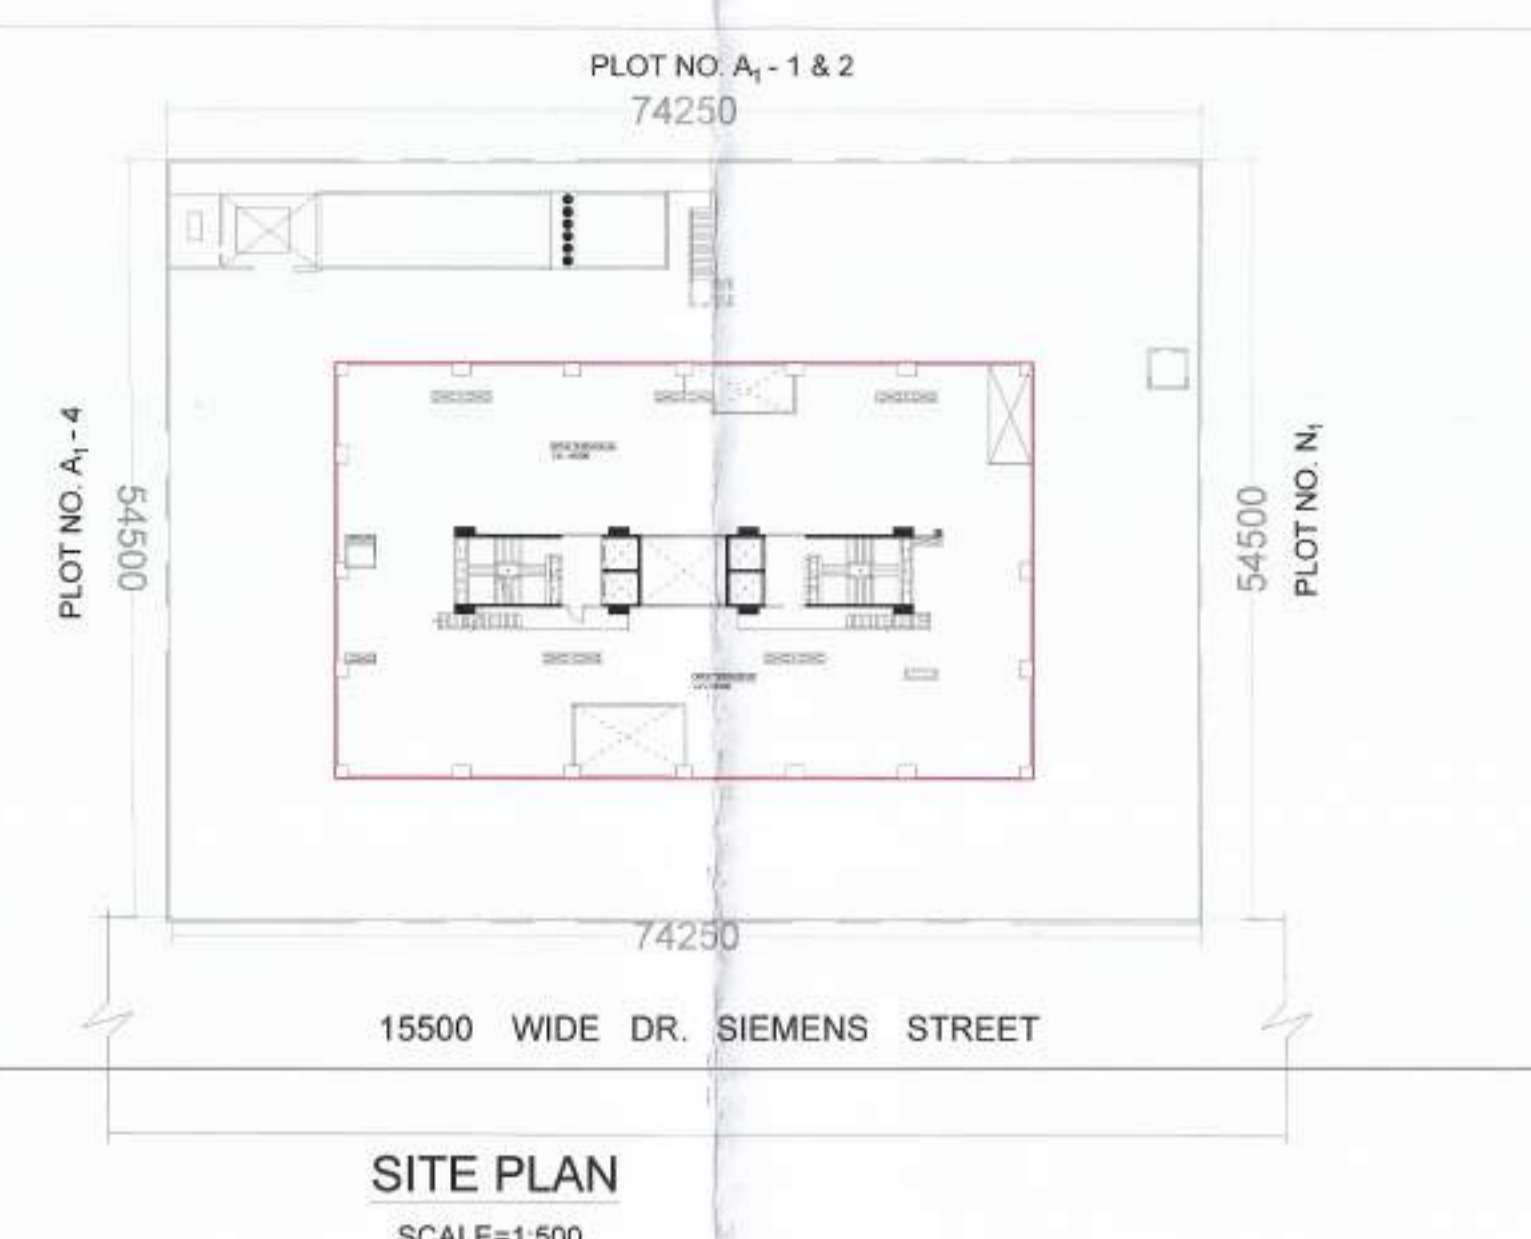 PLOT NO. A₁ - 1 & 2
74250
PLOT NO. A₁ - 4
54500
54500
PLOT NO. N₁
74250
15500 WIDE DR. SIEMENS STREET
SITE PLAN
SCALE=1:500